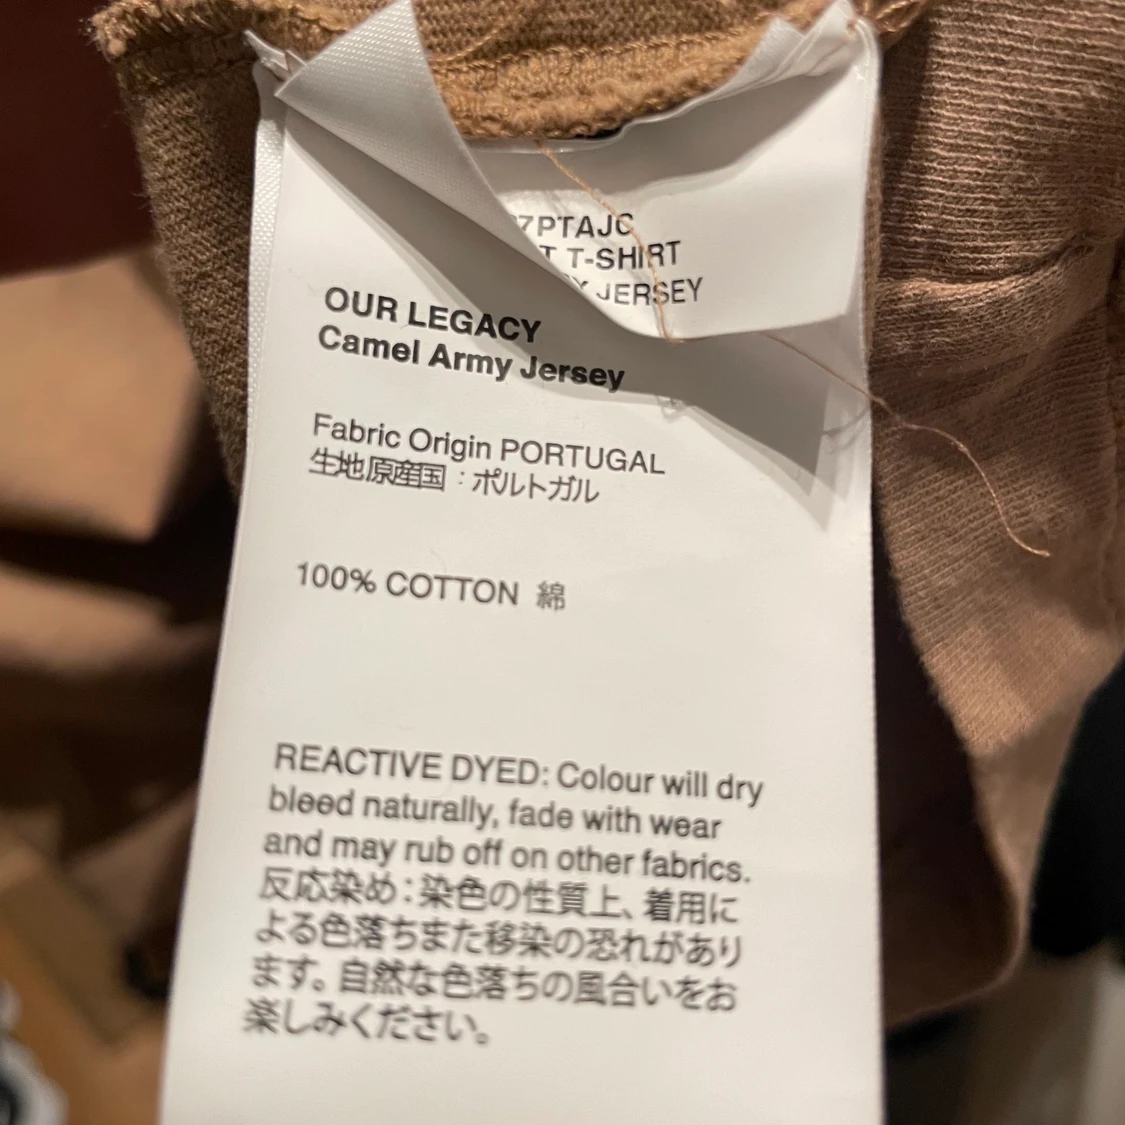 7PTAJC
T T-SHIRT
Y JERSEY
OUR LEGACY
Camel Army Jersey
Fabric Origin PORTUGAL
生地原産国：ポルトガル
100% COTTON 綿
REACTIVE DYED: Colour will dry
bleed naturally, fade with wear
and may rub off on other fabrics.
反応染め：染色の性質上、着用に
よる色落ちまた移染の恐れがあり
ます。自然な色落ちの風合いをお
楽しみください。